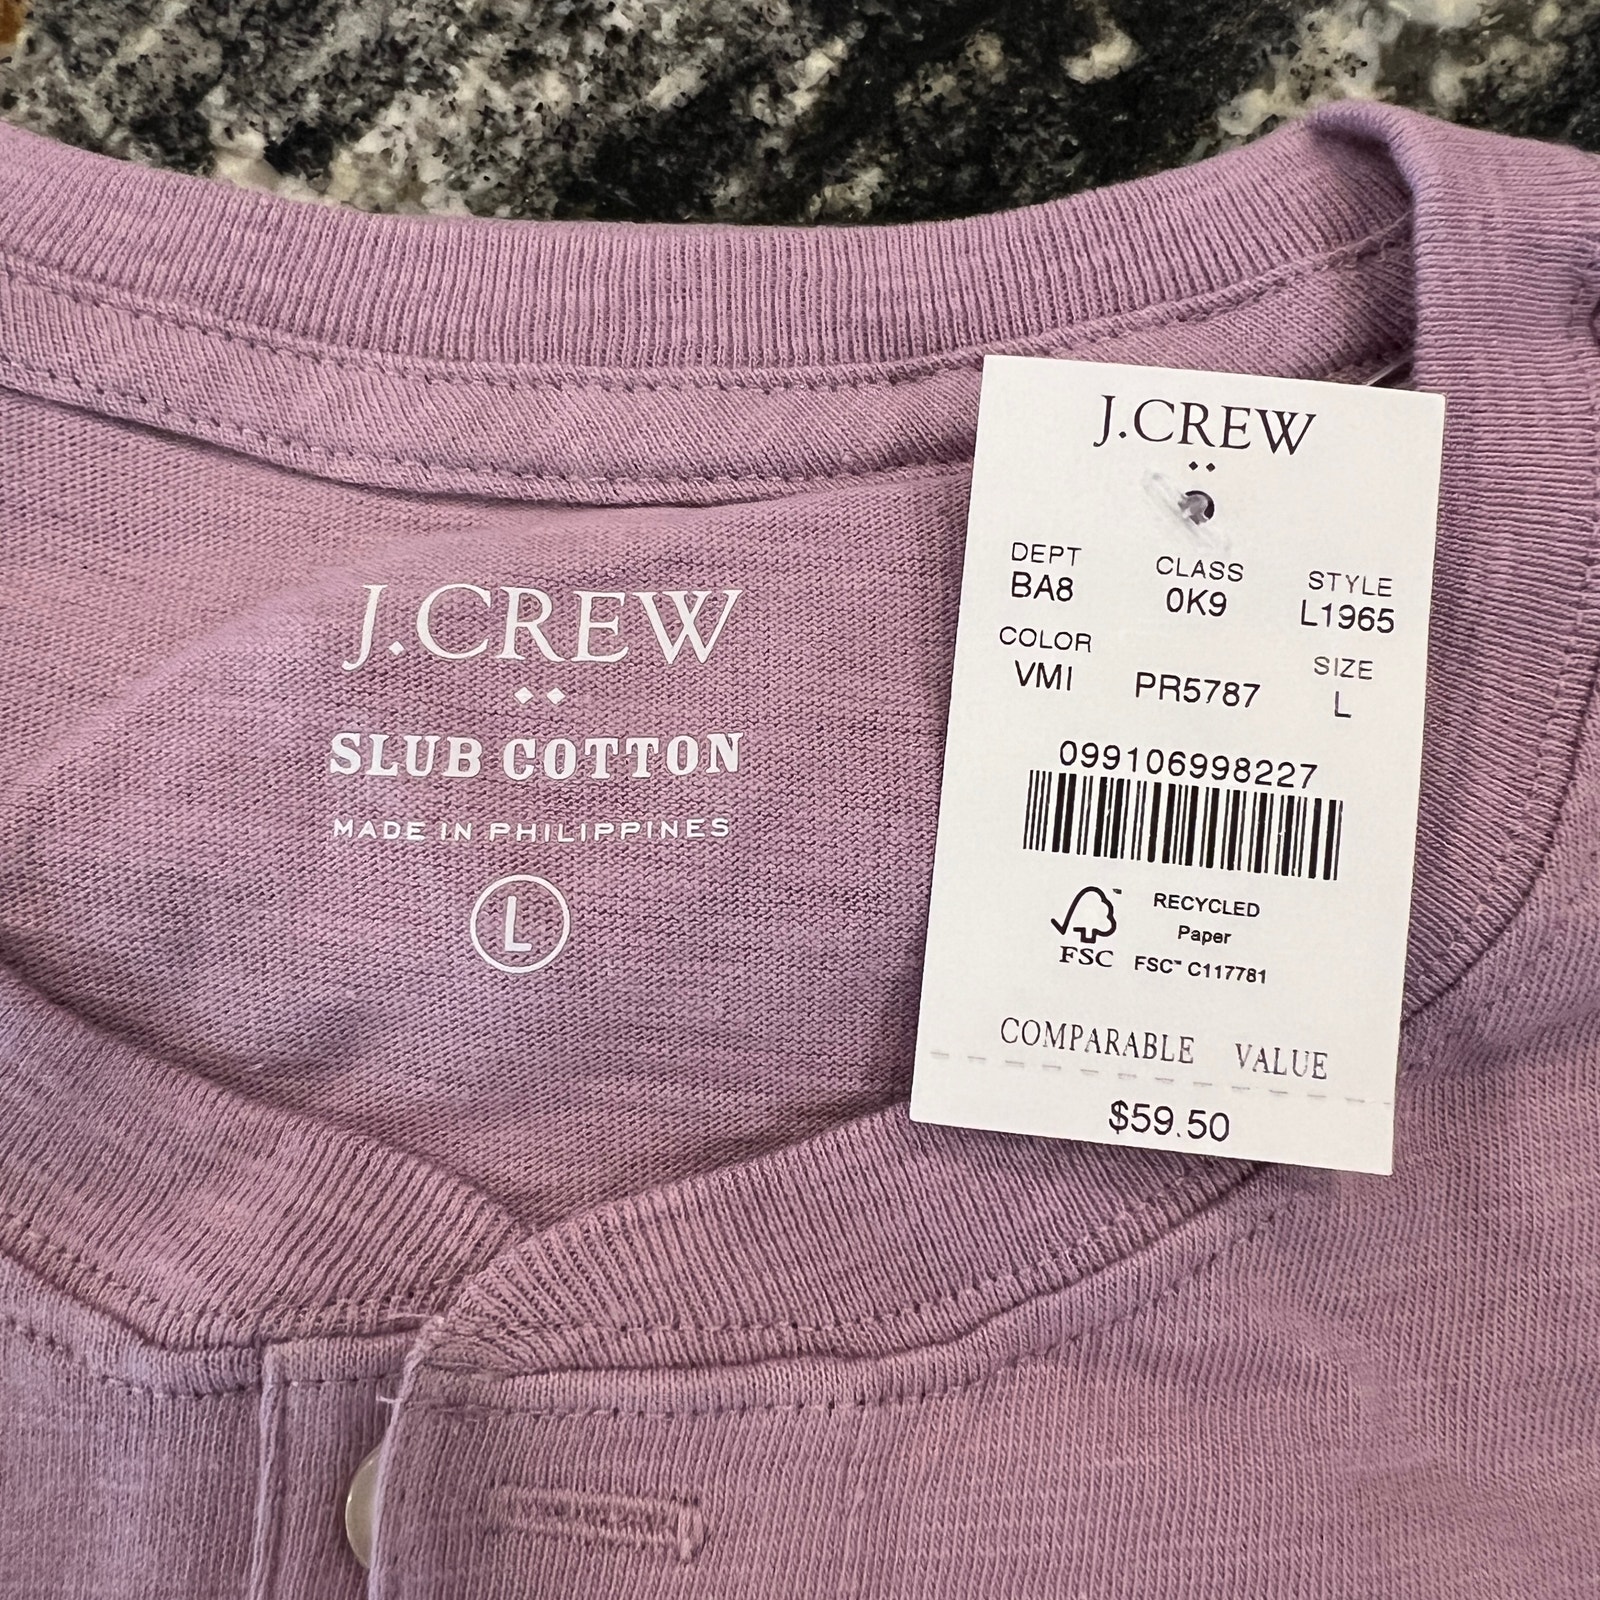 J.CREW
SLUB COTTON
MADE IN PHILIPPINES
L
J.CREW
DEPT CLASS STYLE
BA8 0K9 L1965
COLOR SIZE
VMI PR5787 L
099106998227
FSC™
RECYCLED
Paper
FSC™ C117781
COMPARABLE VALUE
$59.50